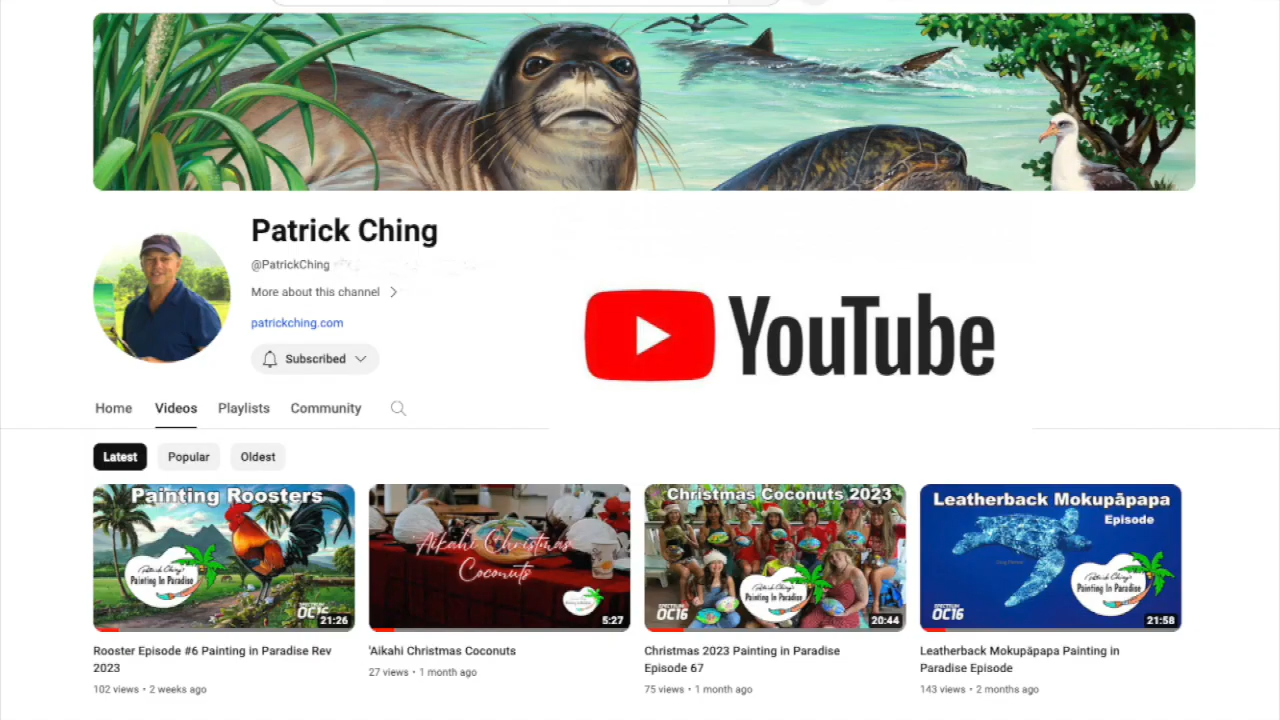 Patrick Ching
@PatrickChing
More about this channel
patrickching.com
Subscribed
YouTube
Home Videos Playlists Community
Latest Popular Oldest
Painting Roosters
Patrick Ching's
Painting In Paradise
SPECTRUM
OC16
21:26
'Aikahi Christmas
Coconuts
5:27
Christmas Coconuts 2023
Patrick Ching's
Painting In Paradise
SPECTRUM
OC16
20:44
Leatherback Mokupāpapa
Episode
Patrick Ching's
Painting In Paradise
SPECTRUM
OC16
21:58
Rooster Episode #6 Painting in Paradise Rev
2023
102 views • 2 weeks ago
'Aikahi Christmas Coconuts
27 views • 1 month ago
Christmas 2023 Painting in Paradise
Episode 67
75 views • 1 month ago
Leatherback Mokupāpapa Painting in
Paradise Episode
143 views • 2 months ago